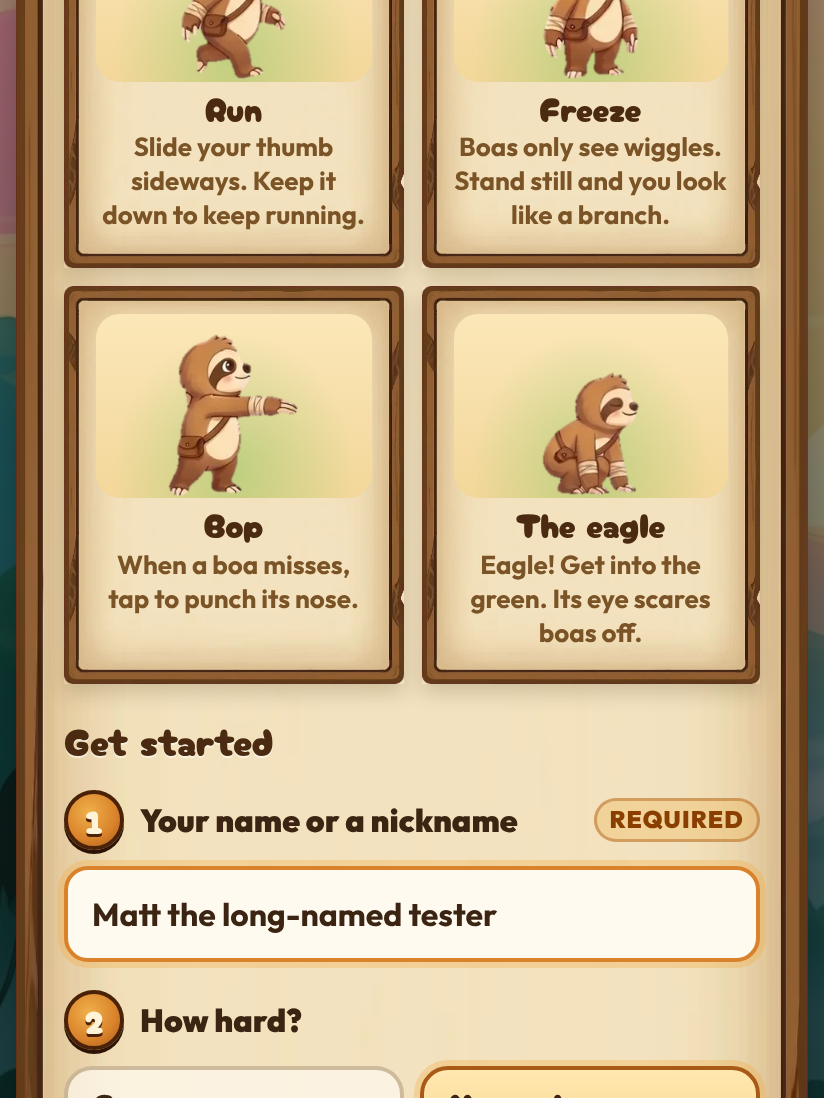 Run
Slide your thumb
sideways. Keep it
down to keep running.
Freeze
Boas only see wiggles.
Stand still and you look
like a branch.
Bop
When a boa misses,
tap to punch its nose.
The eagle
Eagle! Get into the
green. Its eye scares
boas off.
Get started
1 Your name or a nickname REQUIRED
Matt the long-named tester
2 How hard?